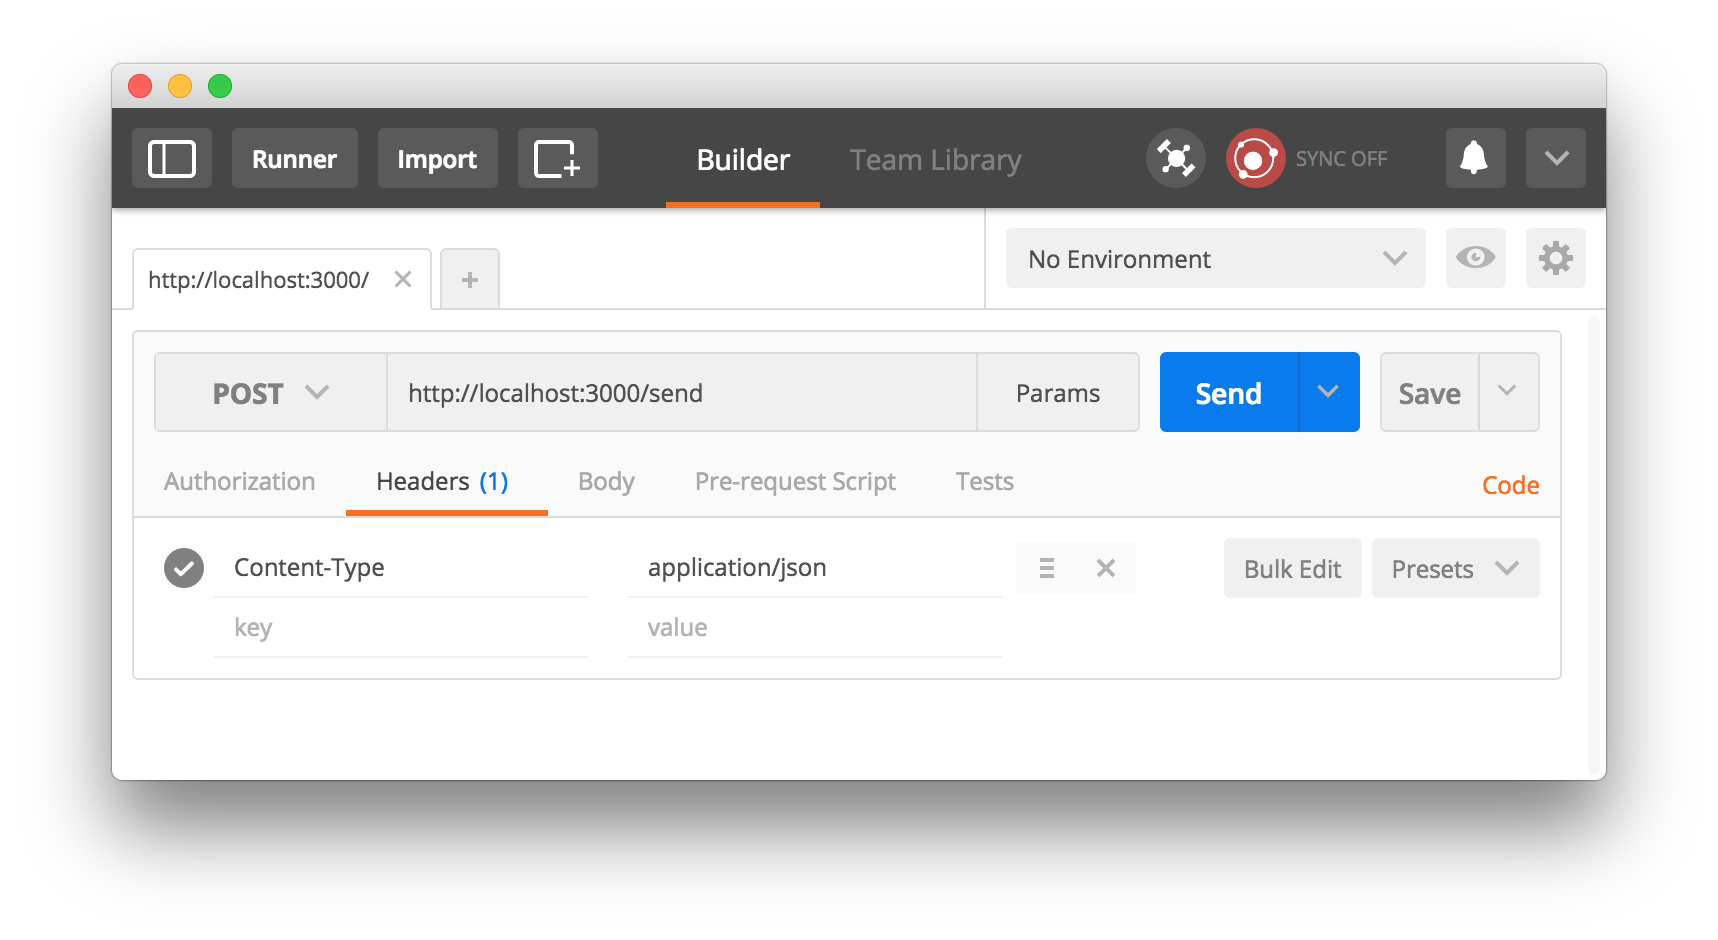 Runner Import Builder Team Library SYNC OFF
http://localhost:3000/ No Environment
POST http://localhost:3000/send Params Send Save
Authorization Headers (1) Body Pre-request Script Tests Code
Content-Type application/json Bulk Edit Presets
key value